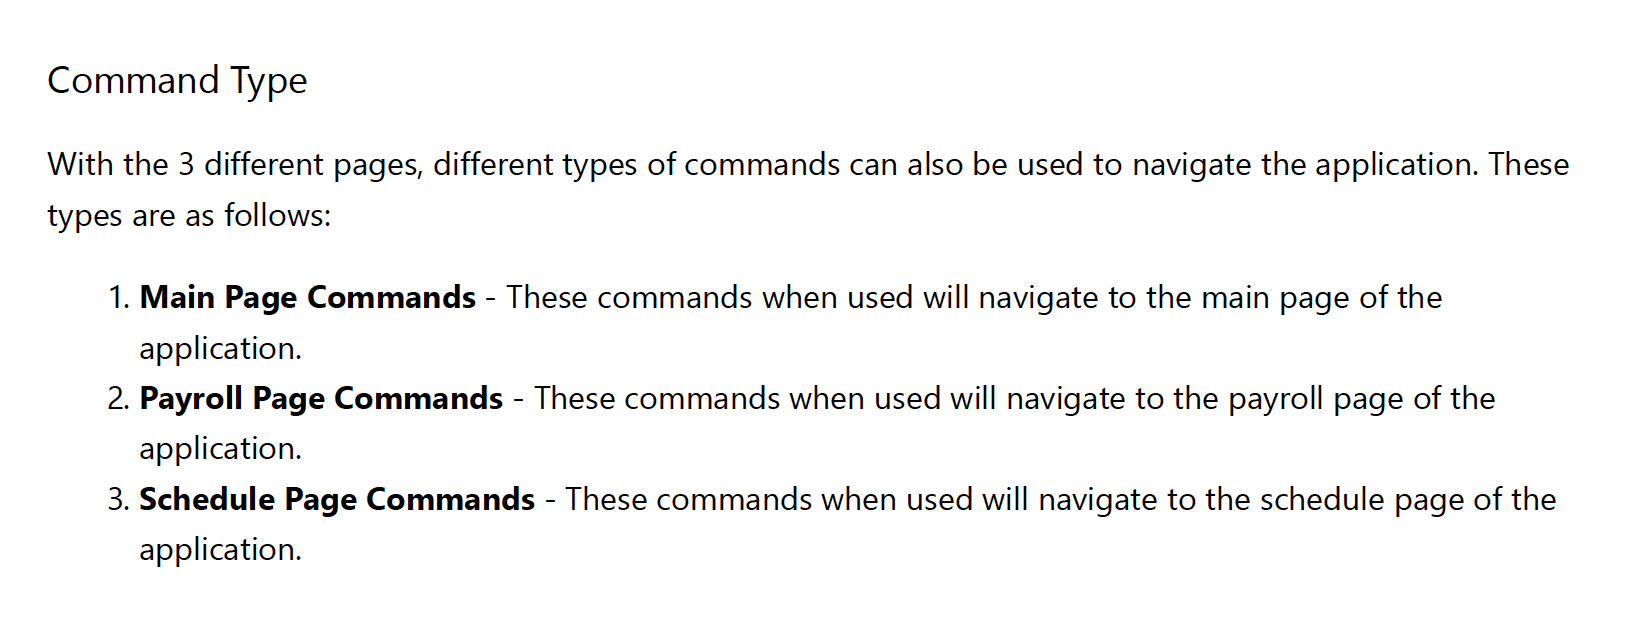 Command Type
With the 3 different pages, different types of commands can also be used to navigate the application. These
types are as follows:
1. Main Page Commands - These commands when used will navigate to the main page of the
application.
2. Payroll Page Commands - These commands when used will navigate to the payroll page of the
application.
3. Schedule Page Commands - These commands when used will navigate to the schedule page of the
application.